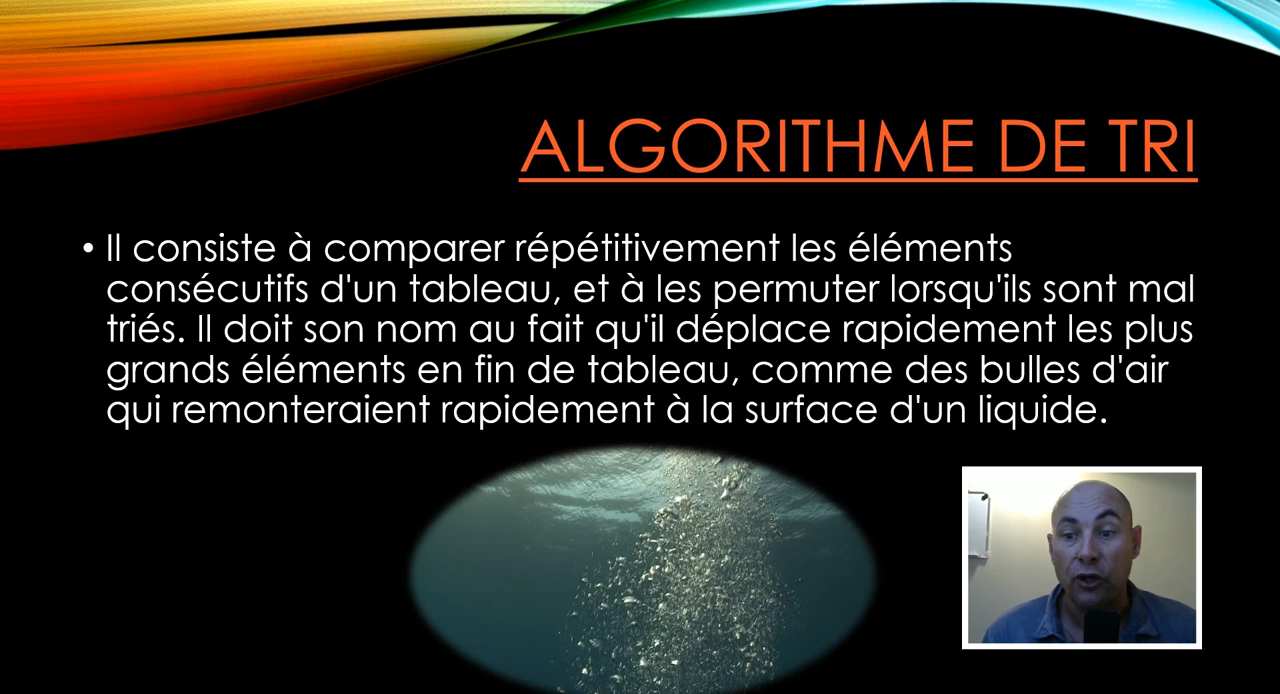 ALGORITHME DE TRI
• Il consiste à comparer répétitivement les éléments
consécutifs d'un tableau, et à les permuter lorsqu'ils sont mal
triés. Il doit son nom au fait qu'il déplace rapidement les plus
grands éléments en fin de tableau, comme des bulles d'air
qui remonteraient rapidement à la surface d'un liquide.